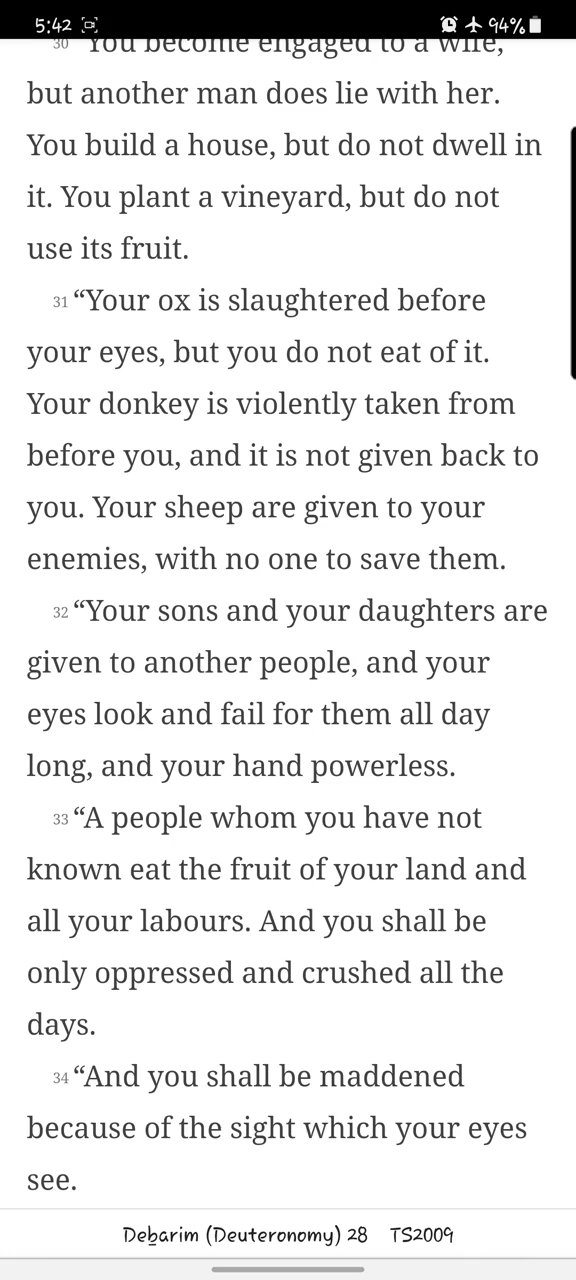 5:42 94%
30 “You become engaged to a wife,
but another man does lie with her.
You build a house, but do not dwell in
it. You plant a vineyard, but do not
use its fruit.
31 “Your ox is slaughtered before
your eyes, but you do not eat of it.
Your donkey is violently taken from
before you, and it is not given back to
you. Your sheep are given to your
enemies, with no one to save them.
32 “Your sons and your daughters are
given to another people, and your
eyes look and fail for them all day
long, and your hand powerless.
33 “A people whom you have not
known eat the fruit of your land and
all your labours. And you shall be
only oppressed and crushed all the
days.
34 “And you shall be maddened
because of the sight which your eyes
see.
Deḇarim (Deuteronomy) 28 TS2009